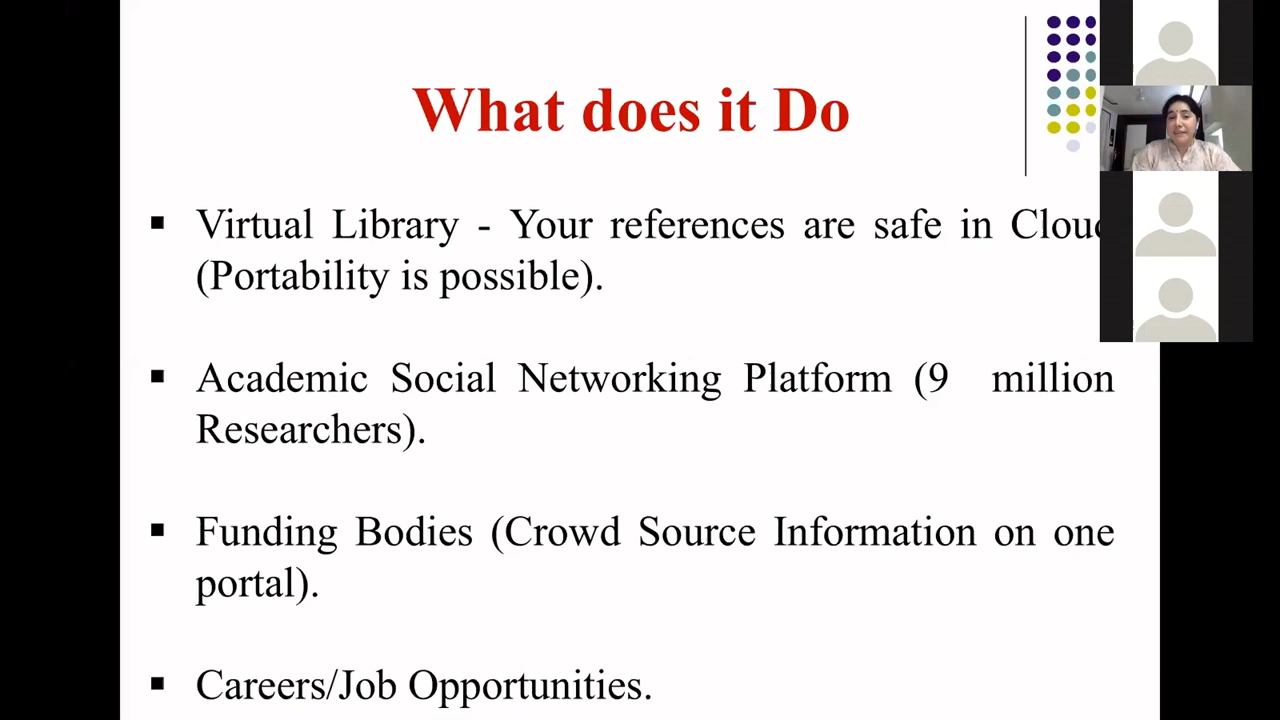 What does it Do
▪ Virtual Library - Your references are safe in Cloud
(Portability is possible).
▪ Academic Social Networking Platform (9 million
Researchers).
▪ Funding Bodies (Crowd Source Information on one
portal).
▪ Careers/Job Opportunities.